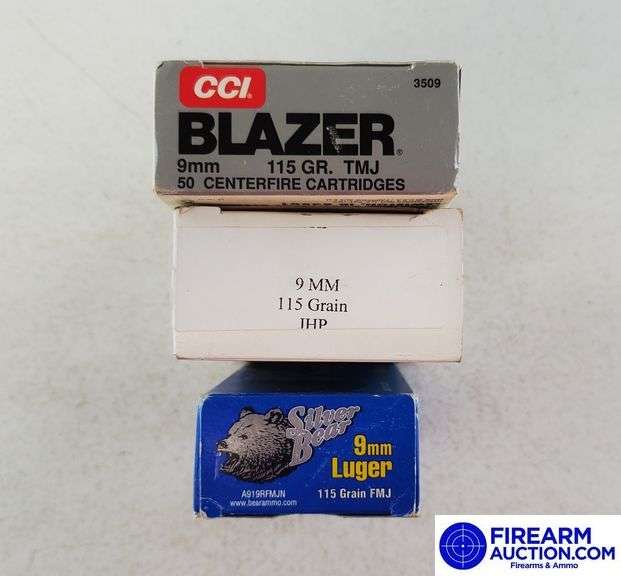 CCI.
3509
BLAZER®
9mm 115 GR. TMJ
50 CENTERFIRE CARTRIDGES
9 MM
115 Grain
JHP
Silver
Bear
9mm
Luger
A919RFMJN
www.bearammo.com
115 Grain FMJ
FIREARM
AUCTION.COM
Firearms & Ammo